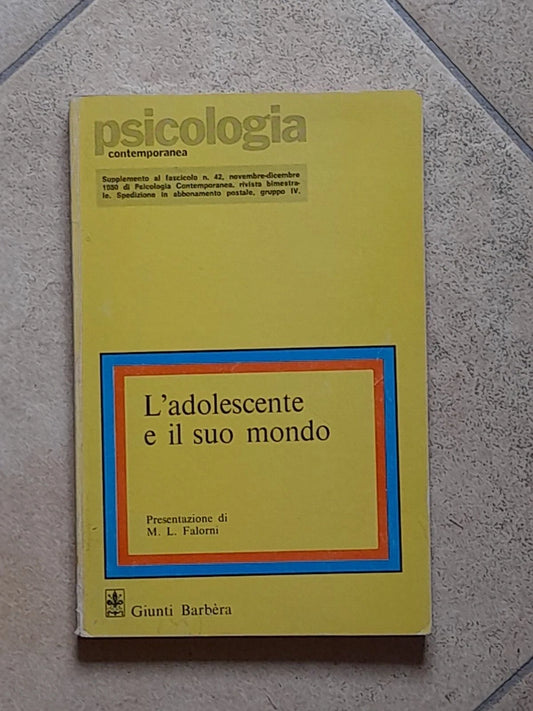 psicologia
contemporanea
Supplemento al fascicolo n. 42, novembre-dicembre
1980 di Psicologia Contemporanea, rivista bimestra-
le. Spedizione in abbonamento postale, gruppo IV.
L'adolescente
e il suo mondo
Presentazione di
M. L. Falorni
Giunti Barbèra